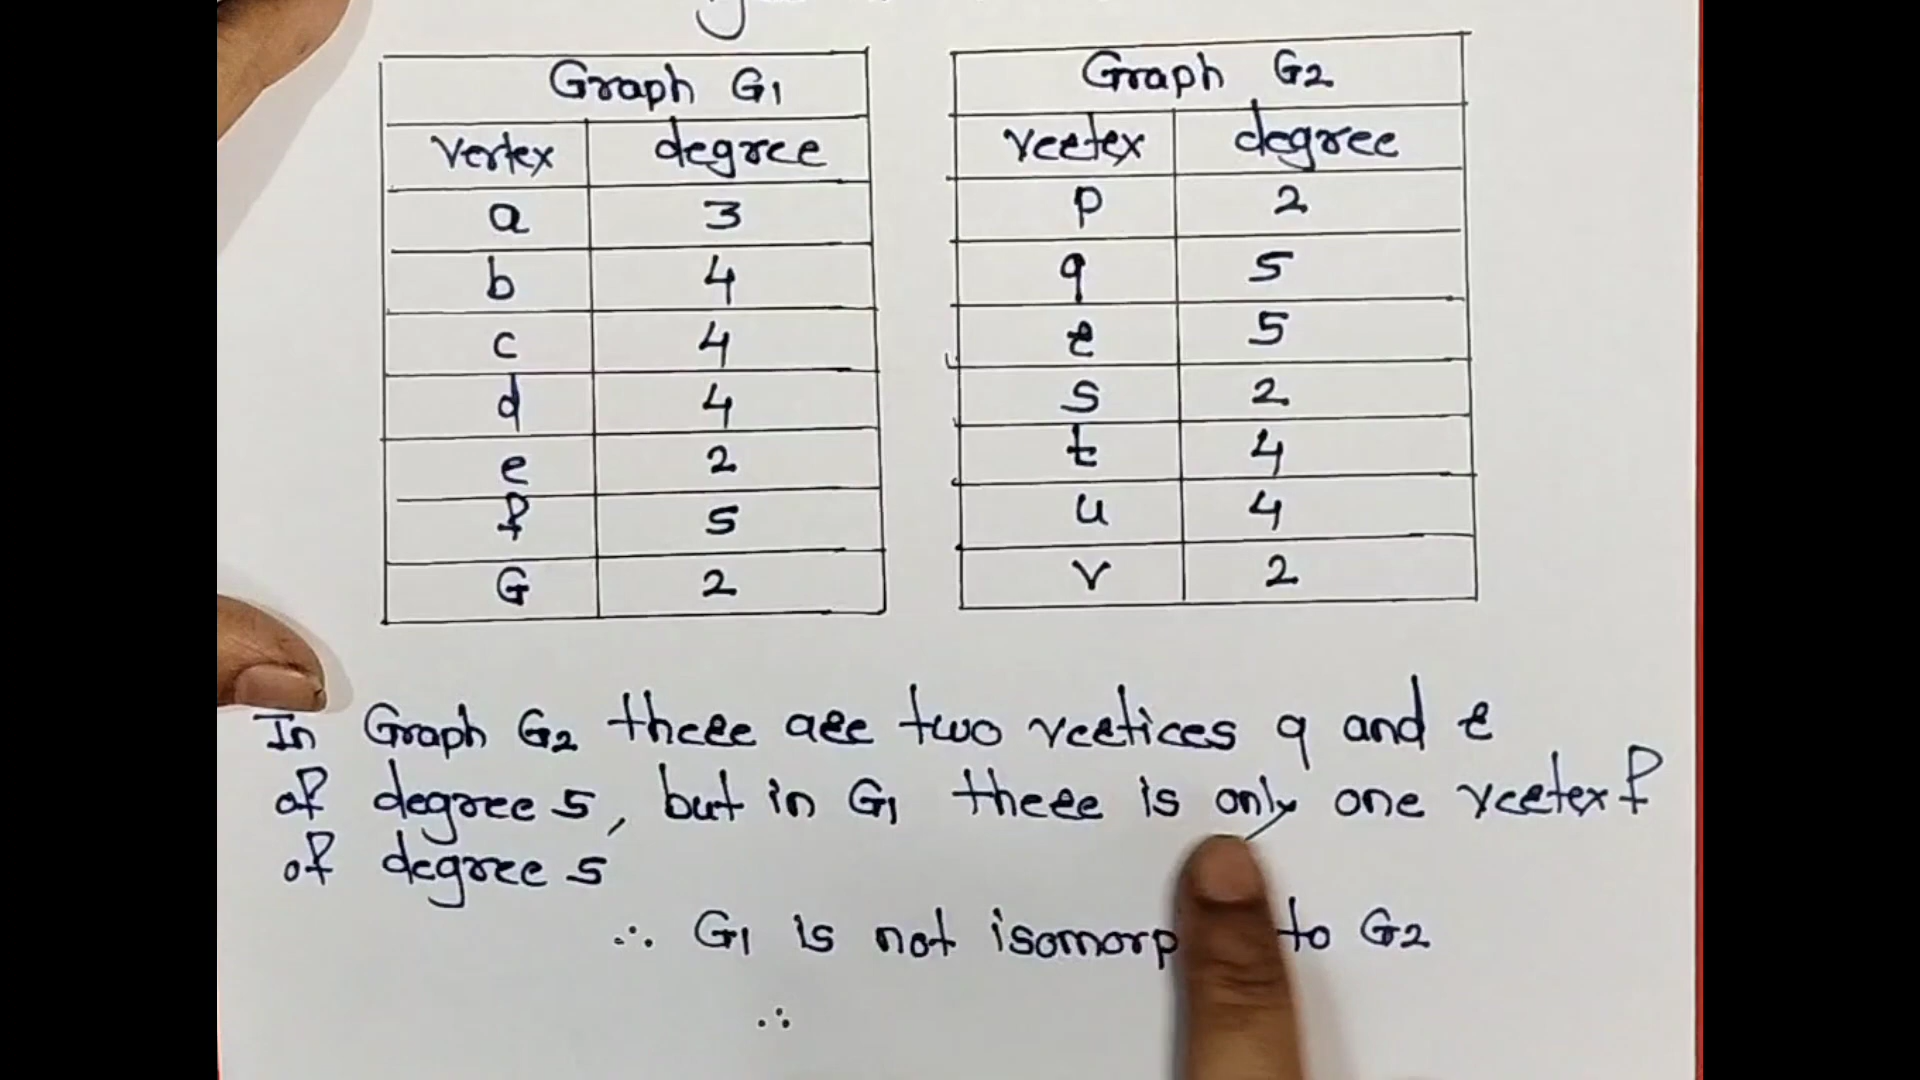 Graph G1
vertex degree
a 3
b 4
c 4
d 4
e 2
f 5
G 2
Graph G2
vertex degree
p 2
q 5
r 5
s 2
t 4
u 4
v 2
In Graph G2 there are two vertices q and r
of degree 5, but in G1 there is only one vertex f
of degree 5
∴ G1 is not isomorp to G2
∴